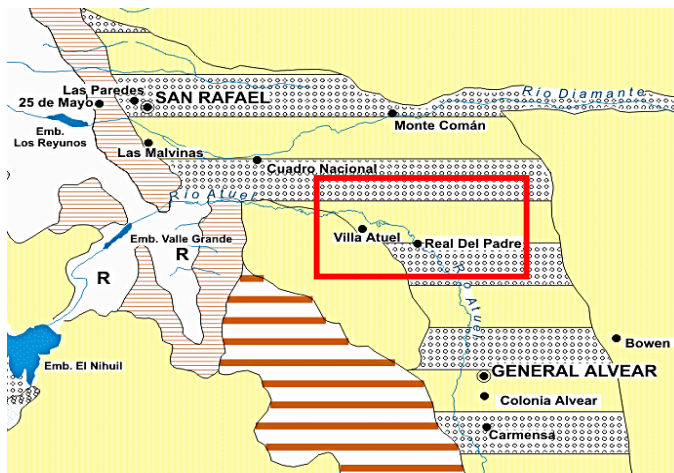 Las Paredes
SAN RAFAEL
25 de Mayo
Emb.
Los Reyunos
Río Diamante
Monte Comán
Las Malvinas
Cuadro Nacional
Río Atuel
Emb. Valle Grande
R
R
Villa Atuel
Real Del Padre
Río Atuel
Bowen
Emb. El Nihuil
GENERAL ALVEAR
Colonia Alvear
Carmensa